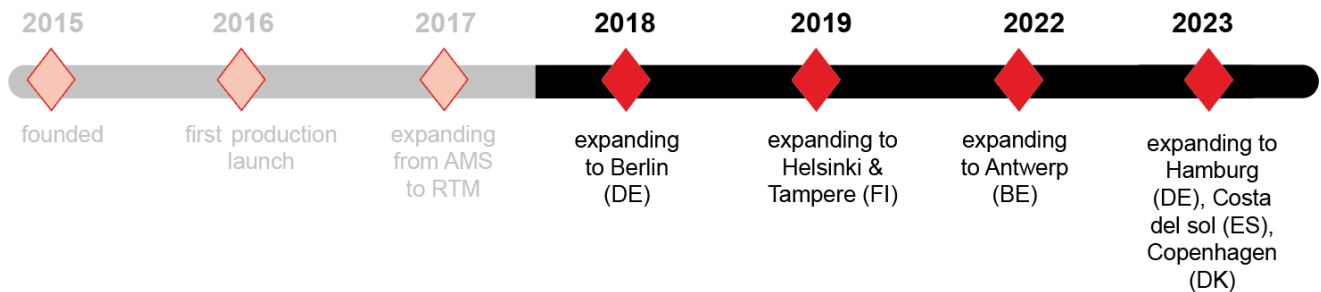 2015
2016
2017
2018
2019
2022
2023
founded
first production
launch
expanding
from AMS
to RTM
expanding
to Berlin
(DE)
expanding to
Helsinki &
Tampere (FI)
expanding
to Antwerp
(BE)
expanding to
Hamburg
(DE), Costa
del sol (ES),
Copenhagen
(DK)